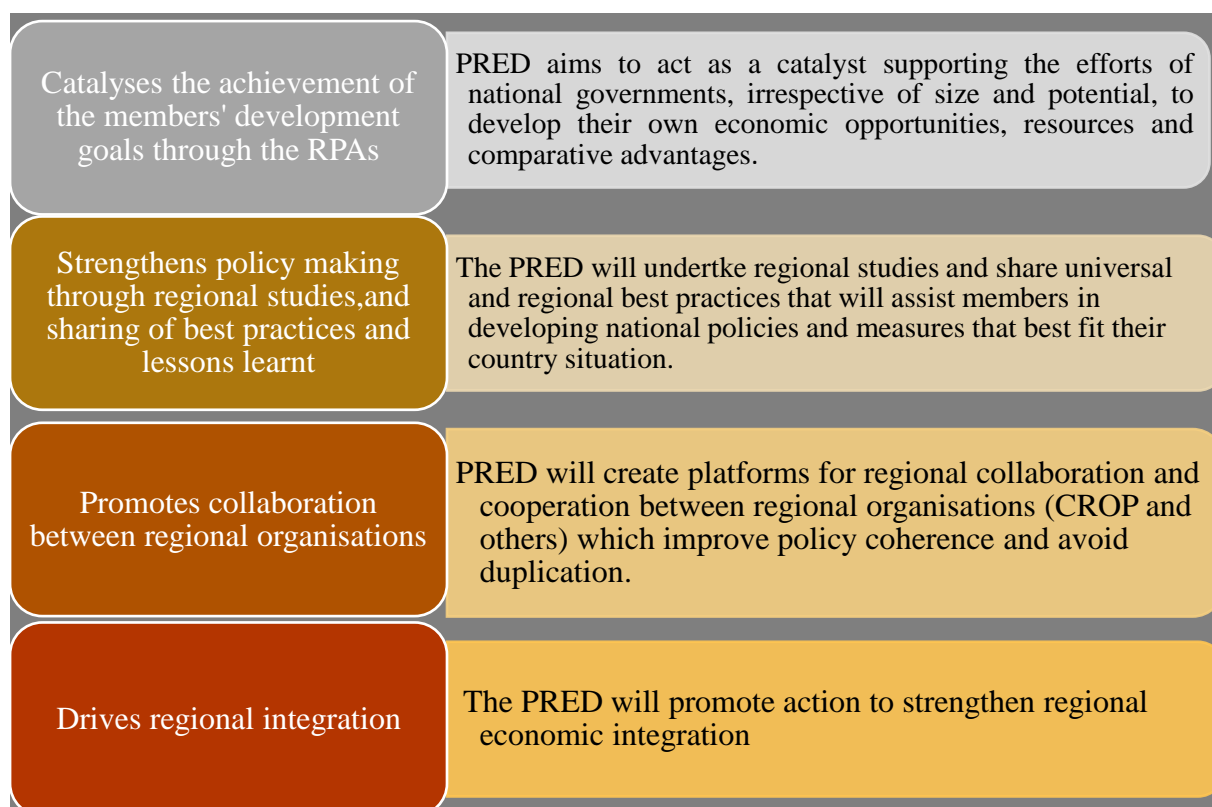 Catalyses the achievement of
the members' development
goals through the RPAs
PRED aims to act as a catalyst supporting the efforts of
national governments, irrespective of size and potential, to
develop their own economic opportunities, resources and
comparative advantages.
Strengthens policy making
through regional studies,and
sharing of best practices and
lessons learnt
The PRED will undertke regional studies and share universal
and regional best practices that will assist members in
developing national policies and measures that best fit their
country situation.
Promotes collaboration
between regional organisations
PRED will create platforms for regional collaboration and
cooperation between regional organisations (CROP and
others) which improve policy coherence and avoid
duplication.
Drives regional integration
The PRED will promote action to strengthen regional
economic integration